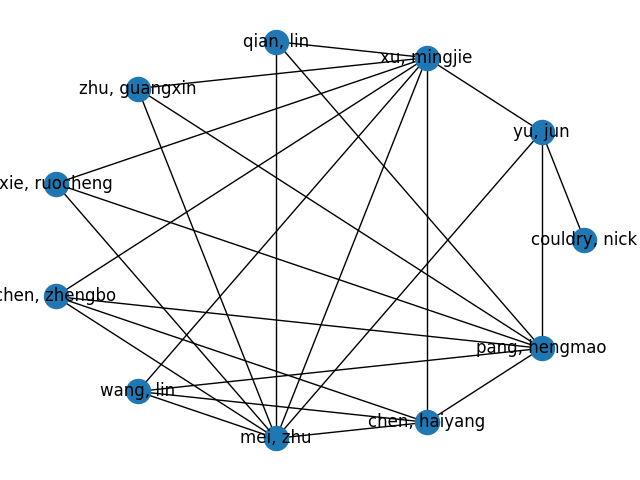 qian, lin
xu, mingjie
zhu, guangxin
yu, jun
xie, ruocheng
couldry, nick
chen, zhengbo
pang, hengmao
wang, lin
chen, haiyang
mei, zhu